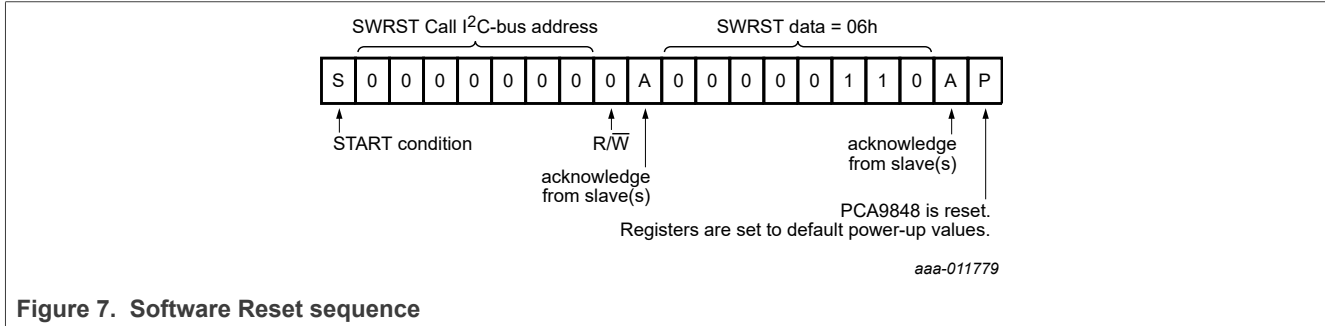 SWRST Call I2C-bus address SWRST data = 06h
S 0 0 0 0 0 0 0 0 A 0 0 0 0 0 1 1 0 A P
START condition R/W̅ acknowledge
from slave(s)
acknowledge
from slave(s)
PCA9848 is reset.
Registers are set to default power-up values.
aaa-011779
Figure 7. Software Reset sequence